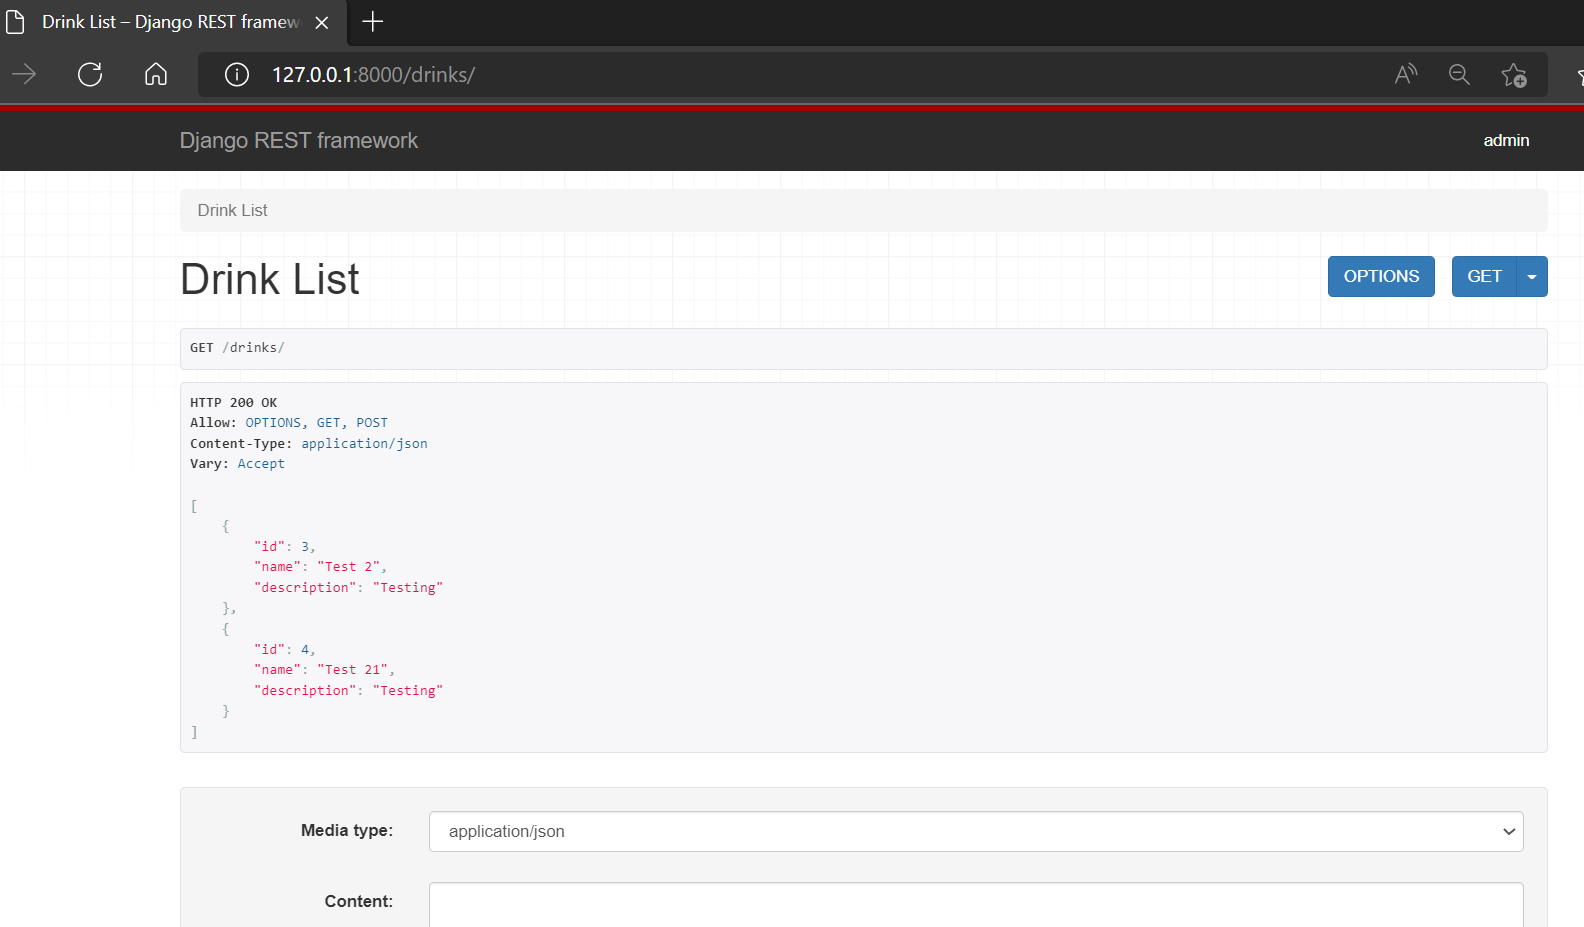 Drink List – Django REST framew
127.0.0.1:8000/drinks/
Django REST framework
admin
Drink List
Drink List
OPTIONS
GET
GET /drinks/
HTTP 200 OK
Allow: OPTIONS, GET, POST
Content-Type: application/json
Vary: Accept
[
    {
        "id": 3,
        "name": "Test 2",
        "description": "Testing"
    },
    {
        "id": 4,
        "name": "Test 21",
        "description": "Testing"
    }
]
Media type:
application/json
Content: